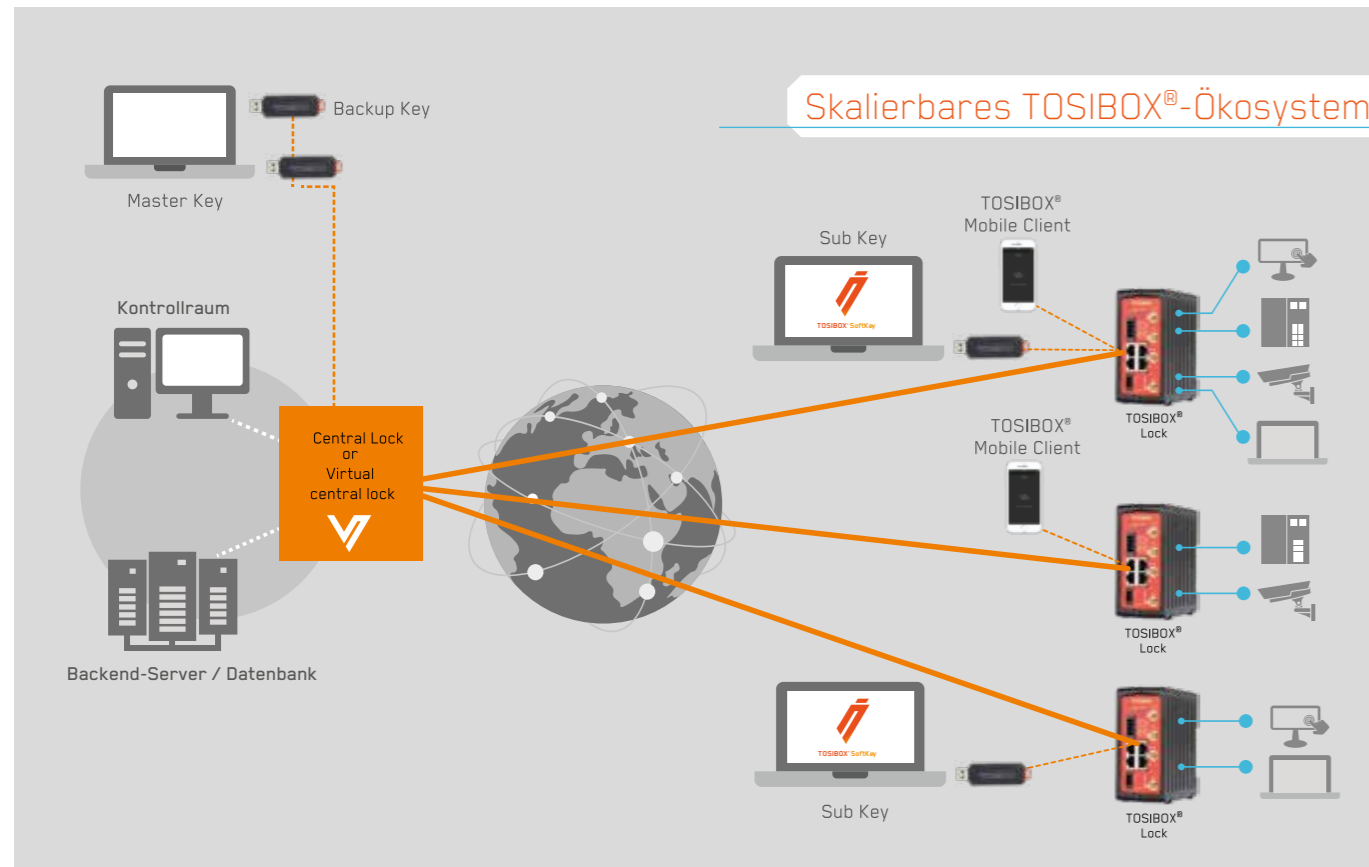 Skalierbares TOSIBOX®-Ökosystem
Backup Key
Master Key
Kontrollraum
Central Lock
or
Virtual
central lock
Backend-Server / Datenbank
Sub Key
TOSIBOX® SoftKey
TOSIBOX®
Mobile Client
TOSIBOX®
Lock
TOSIBOX®
Mobile Client
TOSIBOX®
Lock
TOSIBOX® SoftKey
Sub Key
TOSIBOX®
Lock